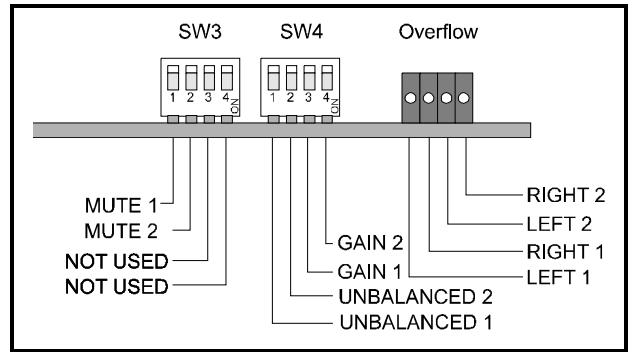 SW3 SW4 Overflow
1 2 3 4 ON 1 2 3 4 ON
MUTE 1
MUTE 2
NOT USED
NOT USED
GAIN 2
GAIN 1
UNBALANCED 2
UNBALANCED 1
RIGHT 2
LEFT 2
RIGHT 1
LEFT 1